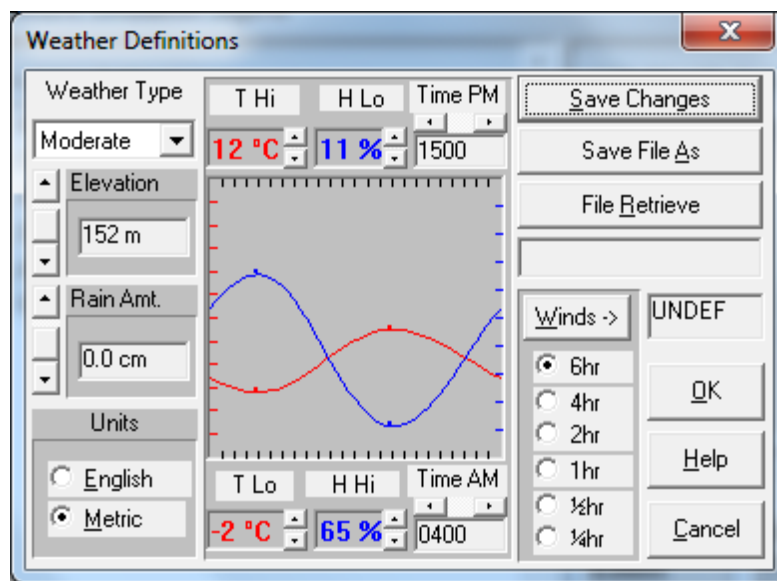 Weather Definitions
Weather Type
Moderate
Elevation
152 m
Rain Amt.
0.0 cm
Units
English
Metric
T Hi
H Lo
Time PM
12 °C
11 %
1500
T Lo
H Hi
Time AM
-2 °C
65 %
0400
Save Changes
Save File As
File Retrieve
Winds ->
UNDEF
6hr
4hr
2hr
1hr
½hr
¼hr
OK
Help
Cancel